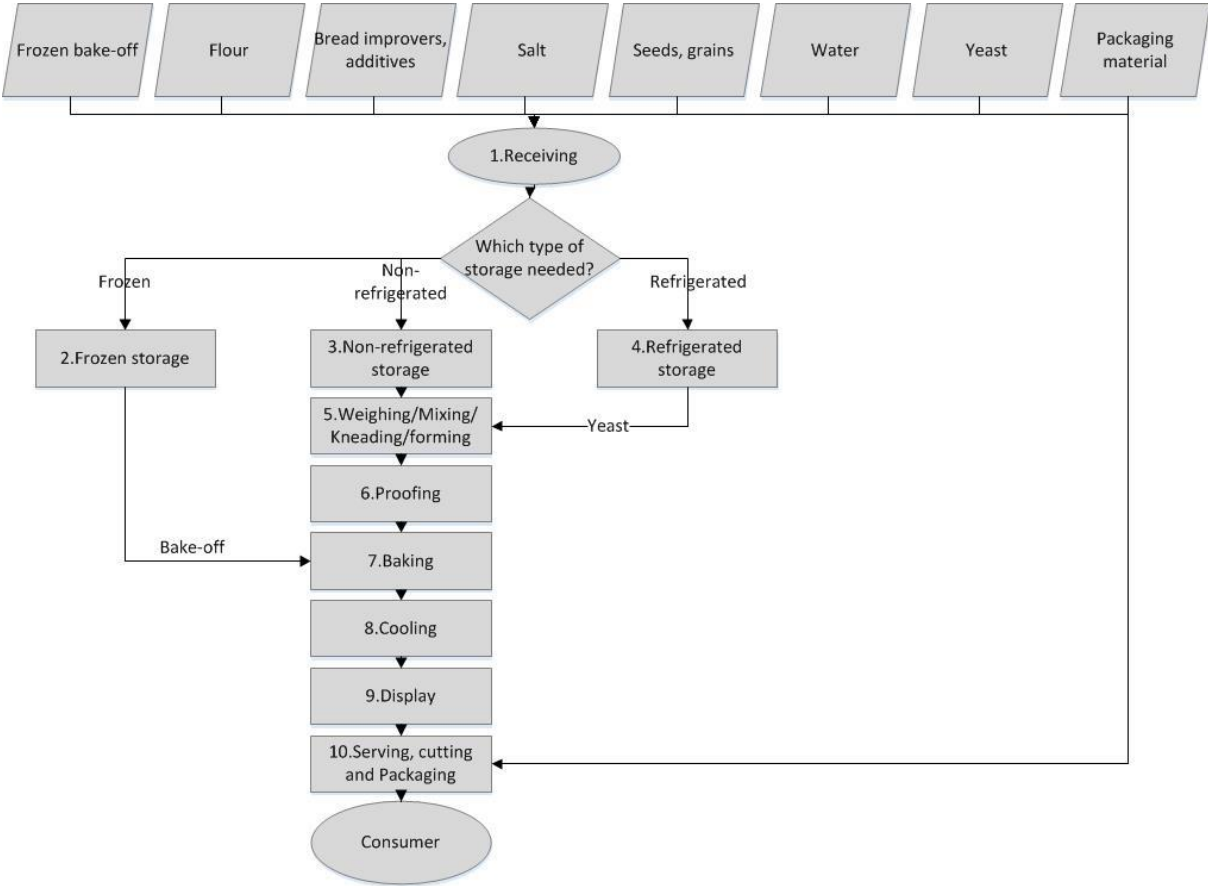 Frozen bake-off
Flour
Bread improvers,
additives
Salt
Seeds, grains
Water
Yeast
Packaging
material
1.Receiving
Which type of
storage needed?
Frozen
Non-
refrigerated
Refrigerated
2.Frozen storage
3.Non-refrigerated
storage
4.Refrigerated
storage
5.Weighing/Mixing/
Kneading/forming
Yeast
6.Proofing
Bake-off
7.Baking
8.Cooling
9.Display
10.Serving, cutting
and Packaging
Consumer